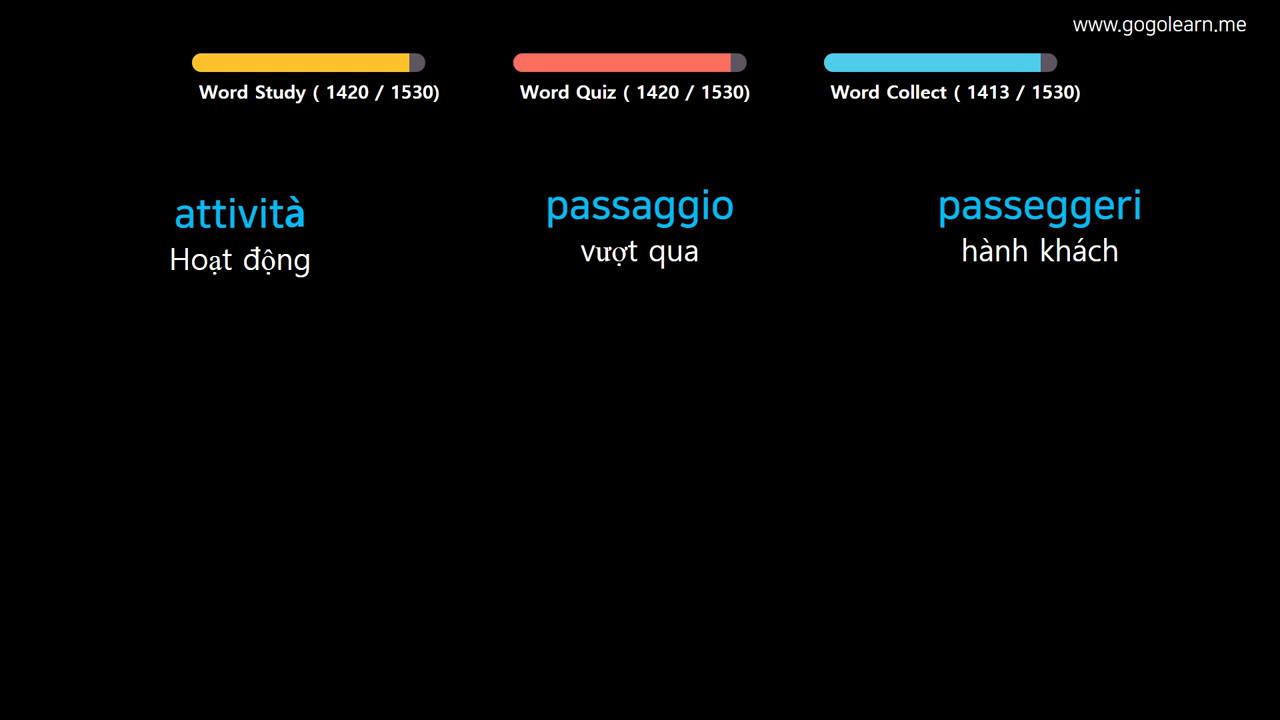 www.gogolearn.me
Word Study ( 1420 / 1530)
Word Quiz ( 1420 / 1530)
Word Collect ( 1413 / 1530)
attività
Hoạt động
passaggio
vượt qua
passeggeri
hành khách